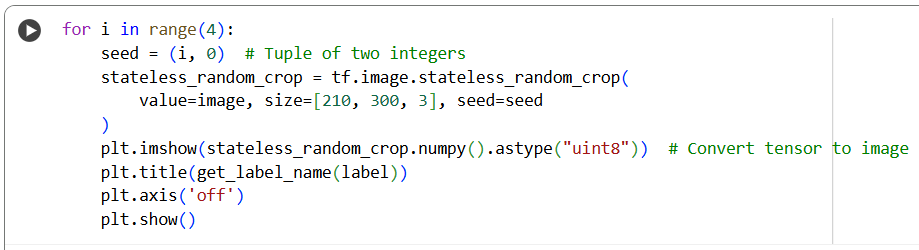 for i in range(4):
    seed = (i, 0)  # Tuple of two integers
    stateless_random_crop = tf.image.stateless_random_crop(
        value=image, size=[210, 300, 3], seed=seed
    )
    plt.imshow(stateless_random_crop.numpy().astype("uint8"))  # Convert tensor to image
    plt.title(get_label_name(label))
    plt.axis('off')
    plt.show()